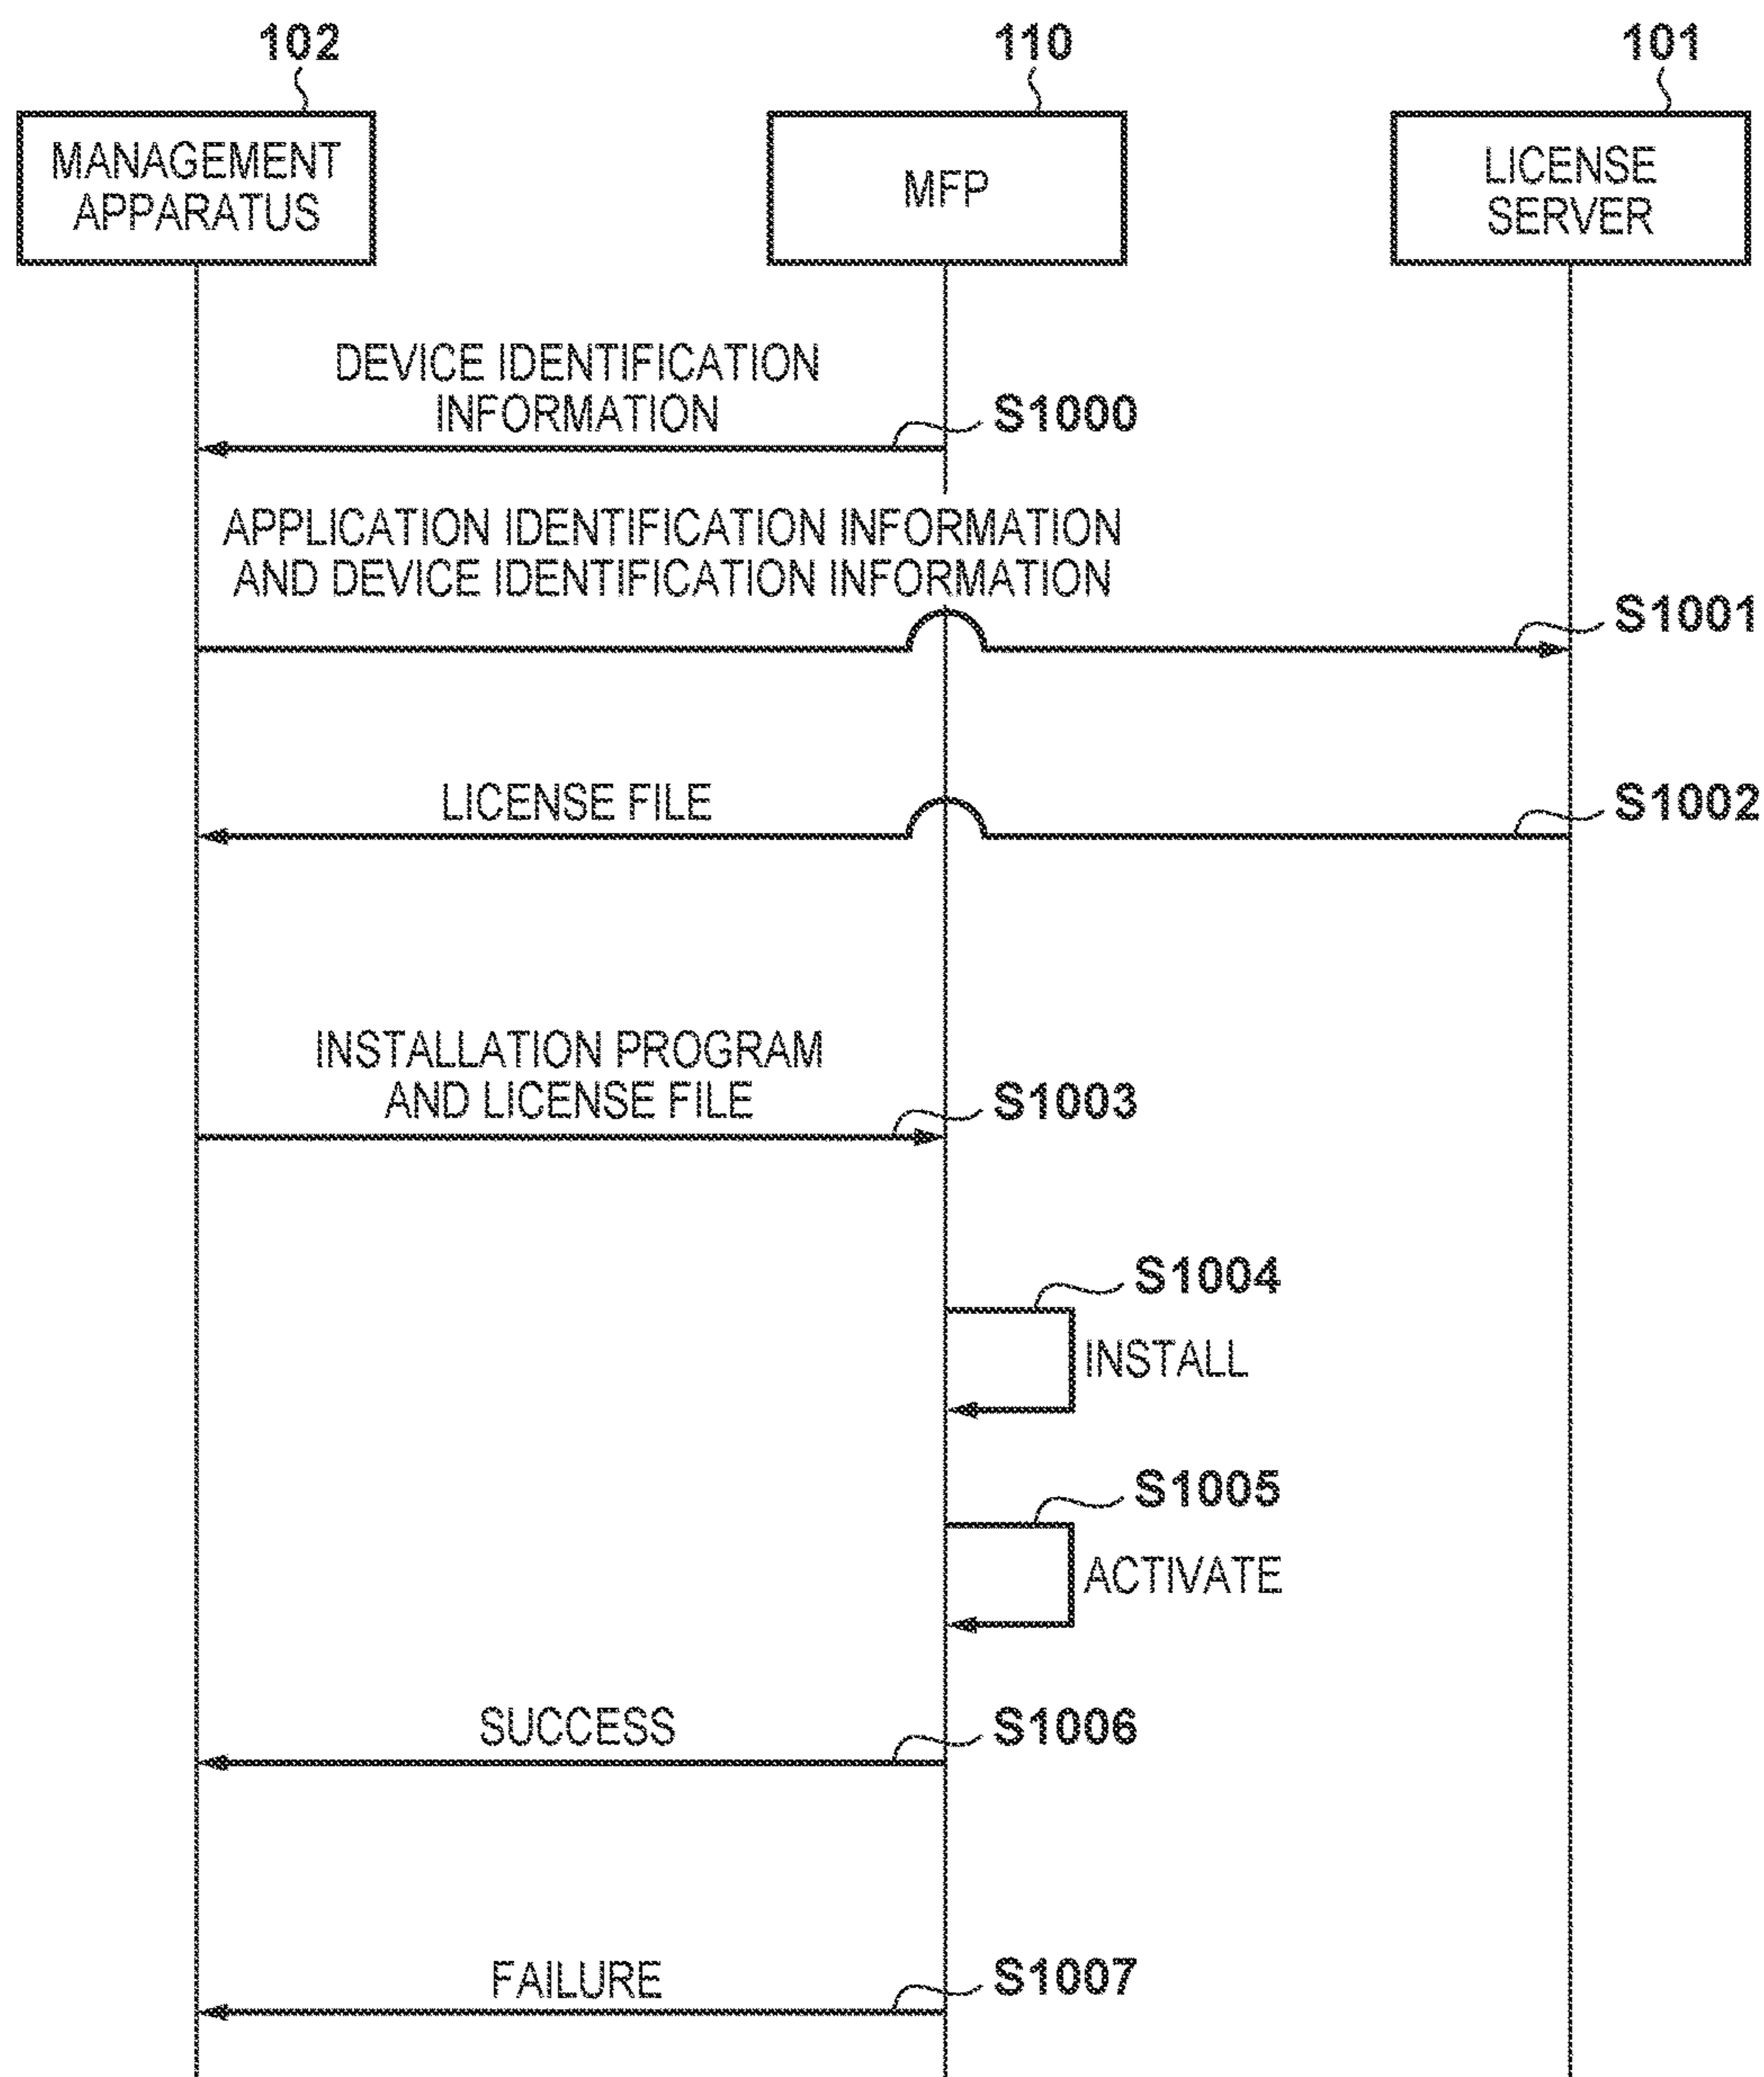 102
110
101
MANAGEMENT
APPARATUS
MFP
LICENSE
SERVER
DEVICE IDENTIFICATION
INFORMATION
S1000
APPLICATION IDENTIFICATION INFORMATION
AND DEVICE IDENTIFICATION INFORMATION
S1001
LICENSE FILE
S1002
INSTALLATION PROGRAM
AND LICENSE FILE
S1003
S1004
INSTALL
S1005
ACTIVATE
SUCCESS
S1006
FAILURE
S1007